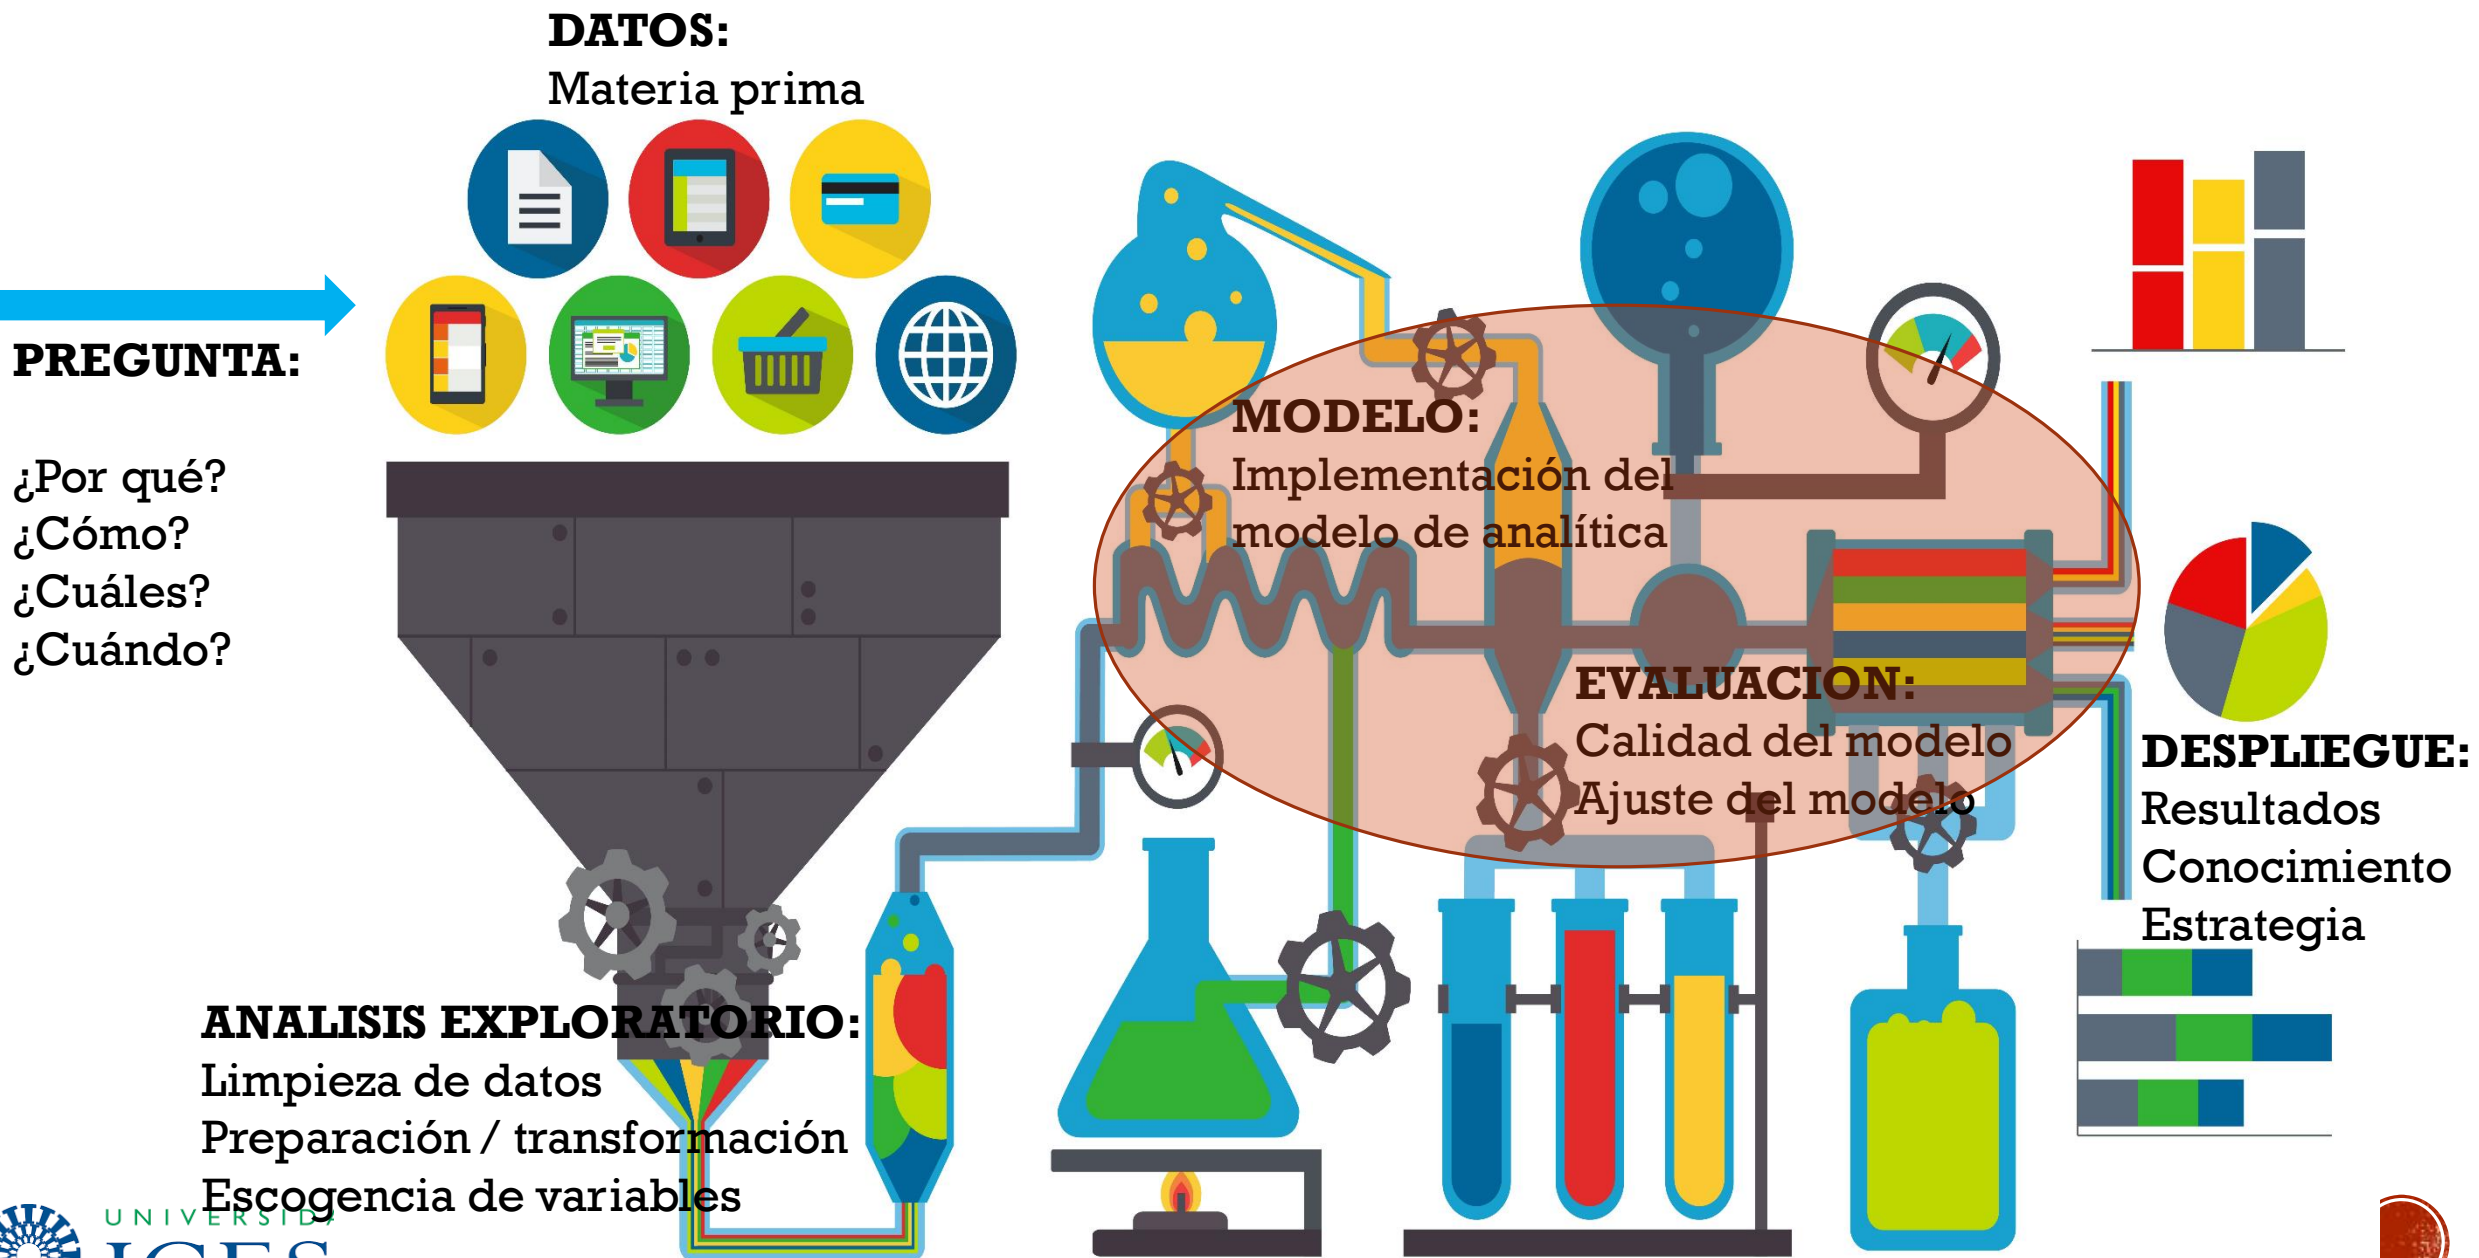 DATOS:
Materia prima
PREGUNTA:
¿Por qué?
¿Cómo?
¿Cuáles?
¿Cuándo?
MODELO:
Implementación del
modelo de analítica
EVALUACION:
Calidad del modelo
Ajuste del modelo
DESPLIEGUE:
Resultados
Conocimiento
Estrategia
ANALISIS EXPLORATORIO:
Limpieza de datos
Preparación / transformación
Escogencia de variables